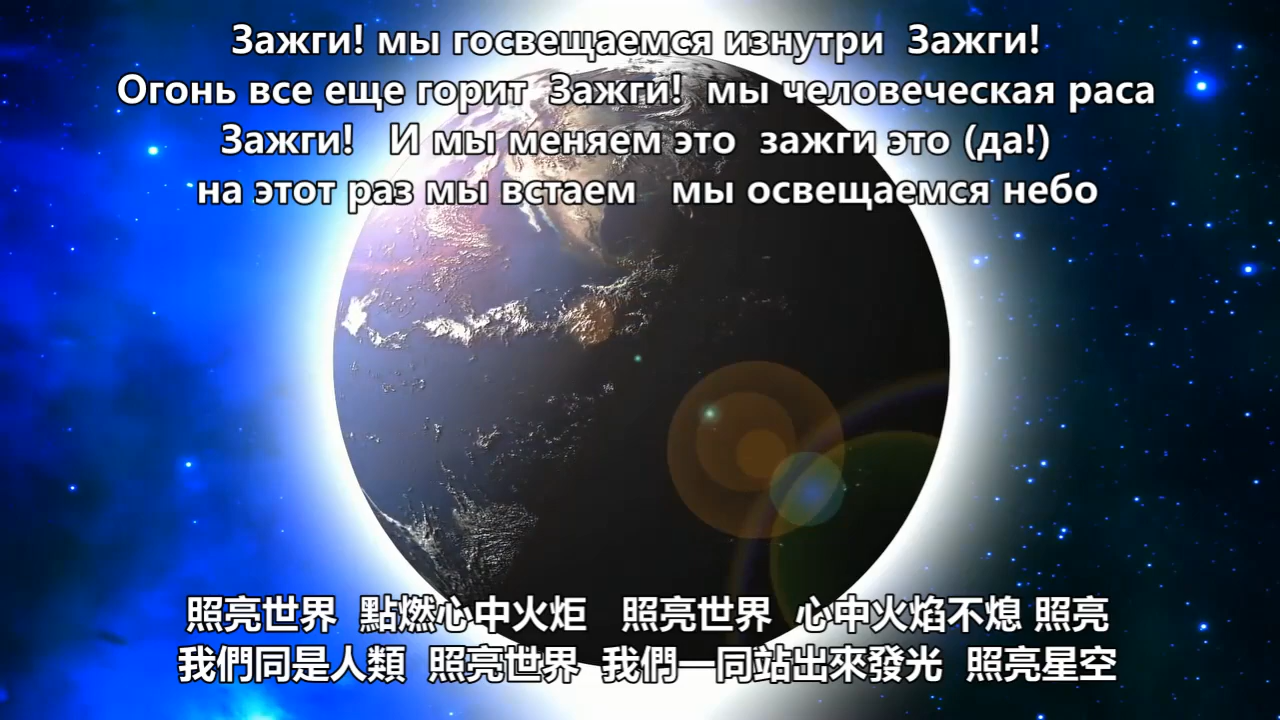 Зажги! мы госвещаемся изнутри Зажги!
Огонь все еще горит Зажги! мы человеческая раса
Зажги! И мы меняем это зажги это (да!)
на этот раз мы встаем мы освещаемся небо
照亮世界 點燃心中火炬 照亮世界 心中火焰不熄 照亮
我們同是人類 照亮世界 我們一同站出來發光 照亮星空